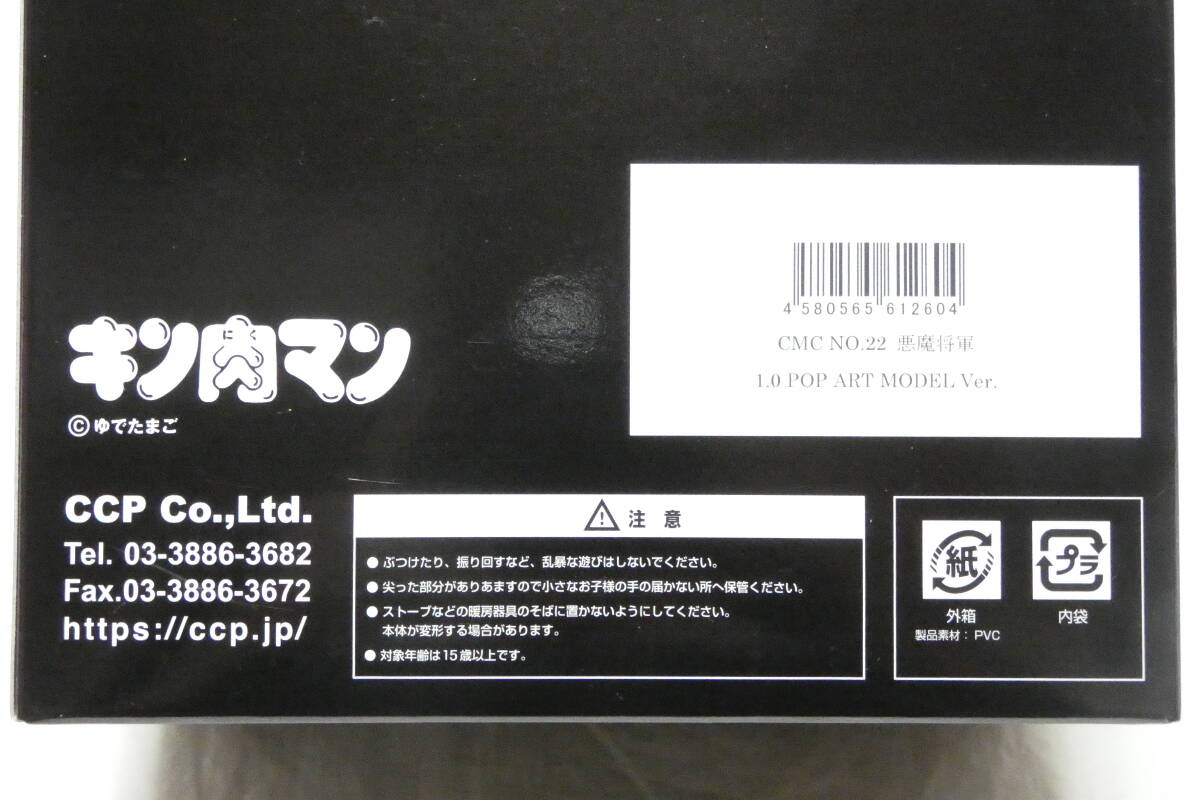 4 580565 612604
CMC NO.22 悪魔将軍
1.0 POP ART MODEL Ver.
キン肉マン
©ゆでたまご
CCP Co.,Ltd.
Tel. 03-3886-3682
Fax.03-3886-3672
https://ccp.jp/
注 意
●ぶつけたり、振り回すなど、乱暴な遊びはしないでください。
●尖った部分がありあますので小さなお子様の手の届かない所へ保管ください。
●ストーブなどの暖房器具のそばに置かないようにしてください。
本体が変形する場合があります。
●対象年齢は15歳以上です。
紙
外箱
製品素材：PVC
プラ
内袋